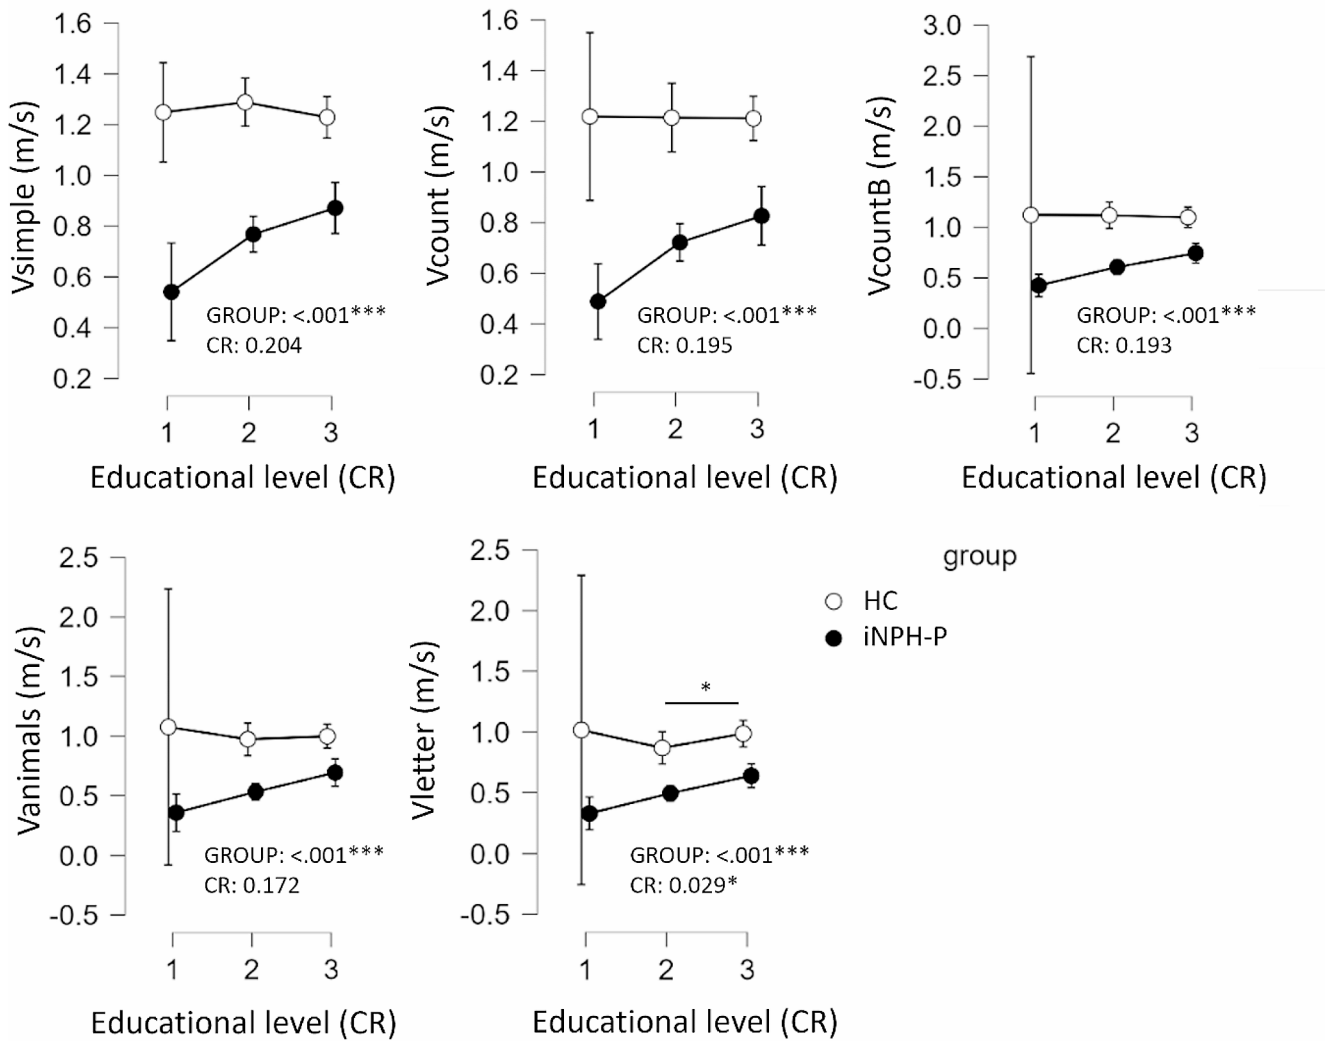 Vsimple (m/s)
1.6
1.4
1.2
1.0
0.8
0.6
0.4
0.2
GROUP: <.001***
CR: 0.204
1 2 3
Educational level (CR)
Vcount (m/s)
1.6
1.4
1.2
1.0
0.8
0.6
0.4
0.2
GROUP: <.001***
CR: 0.195
1 2 3
Educational level (CR)
VcountB (m/s)
3.0
2.5
2.0
1.5
1.0
0.5
0.0
-0.5
GROUP: <.001***
CR: 0.193
1 2 3
Educational level (CR)
Vanimals (m/s)
2.5
2.0
1.5
1.0
0.5
0.0
-0.5
GROUP: <.001***
CR: 0.172
1 2 3
Educational level (CR)
Vletter (m/s)
2.5
2.0
1.5
1.0
0.5
0.0
-0.5
*
GROUP: <.001***
CR: 0.029*
1 2 3
Educational level (CR)
group
HC
iNPH-P